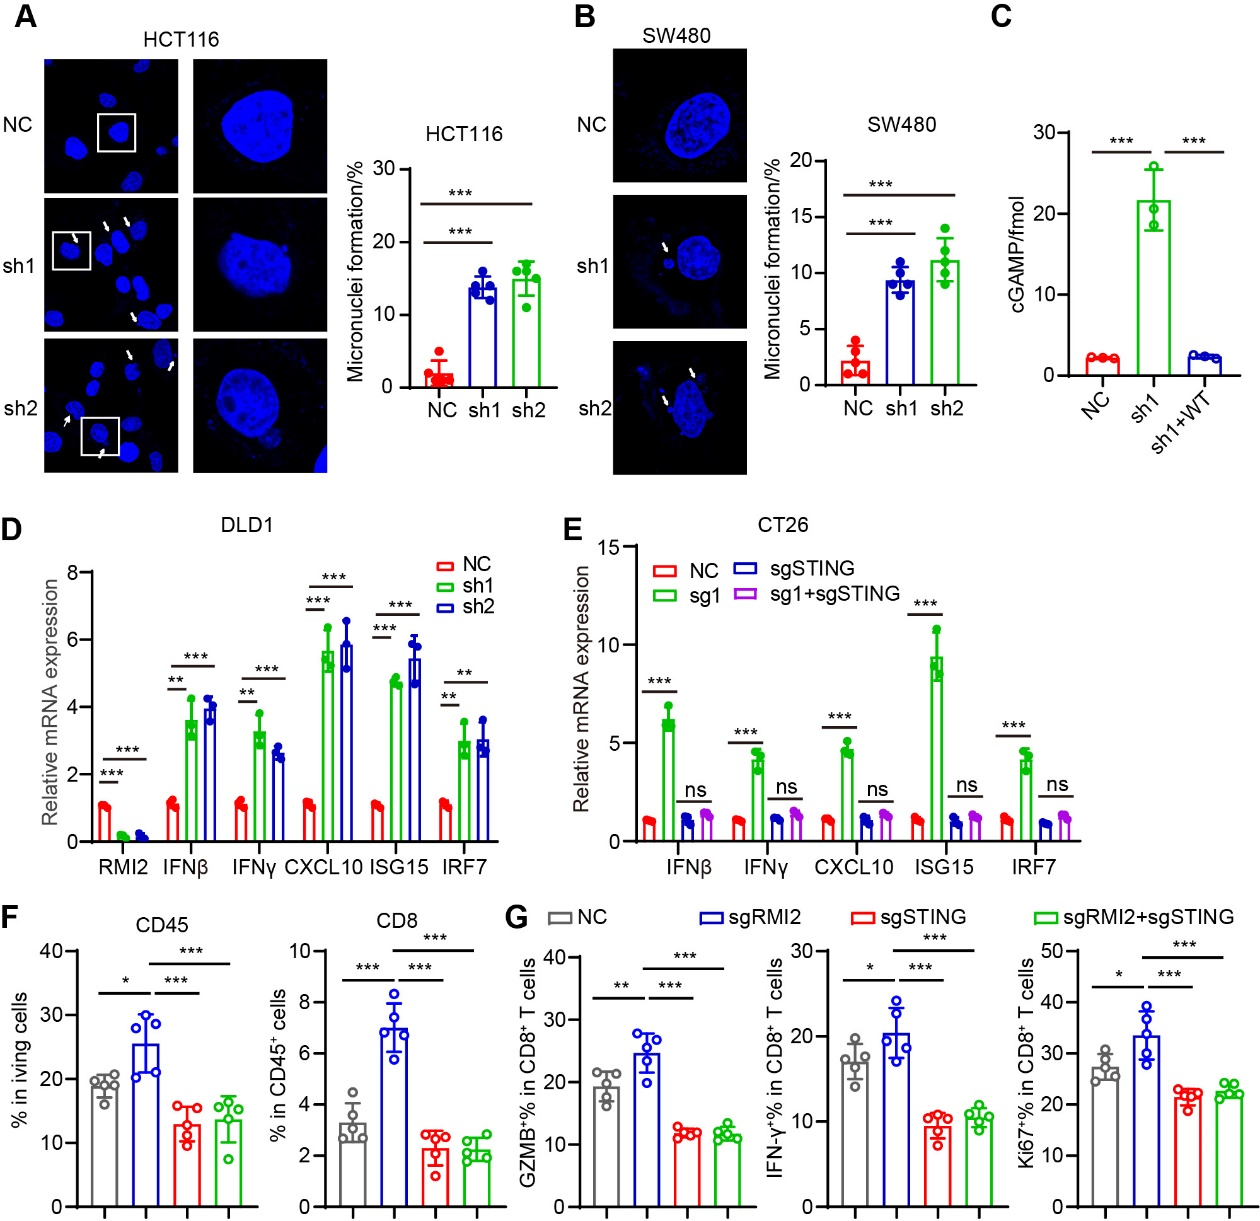 A
HCT116
NC
sh1
sh2
HCT116
Micronuclei formation/%
30
20
10
0
***
***
NC sh1 sh2
B
SW480
NC
sh1
sh2
SW480
Micronuclei formation/%
20
15
10
5
0
***
***
NC sh1 sh2
C
cGAMP/fmol
30
20
10
0
*** ***
NC
sh1
sh1+WT
D
DLD1
Relative mRNA expression
8
6
4
2
0
NC
sh1
sh2
***
***
***
**
***
**
***
***
***
***
**
**
RMI2 IFNβ IFNγ CXCL10 ISG15 IRF7
E
CT26
Relative mRNA expression
15
10
5
0
NC
sg1
sgSTING
sg1+sgSTING
*** ns
*** ns
*** ns
*** ns
*** ns
IFNβ IFNγ CXCL10 ISG15 IRF7
F
CD45
% in iving cells
40
30
20
10
0
***
* ***
CD8
% in CD45+ cells
10
8
6
4
2
0
***
*** ***
G
NC sgRMI2 sgSTING sgRMI2+sgSTING
GZMB+% in CD8+ T cells
40
30
20
10
0
***
** ***
IFN-γ+% in CD8+ T cells
30
20
10
0
***
* ***
Ki67+% in CD8+ T cells
50
40
30
20
10
0
***
* ***